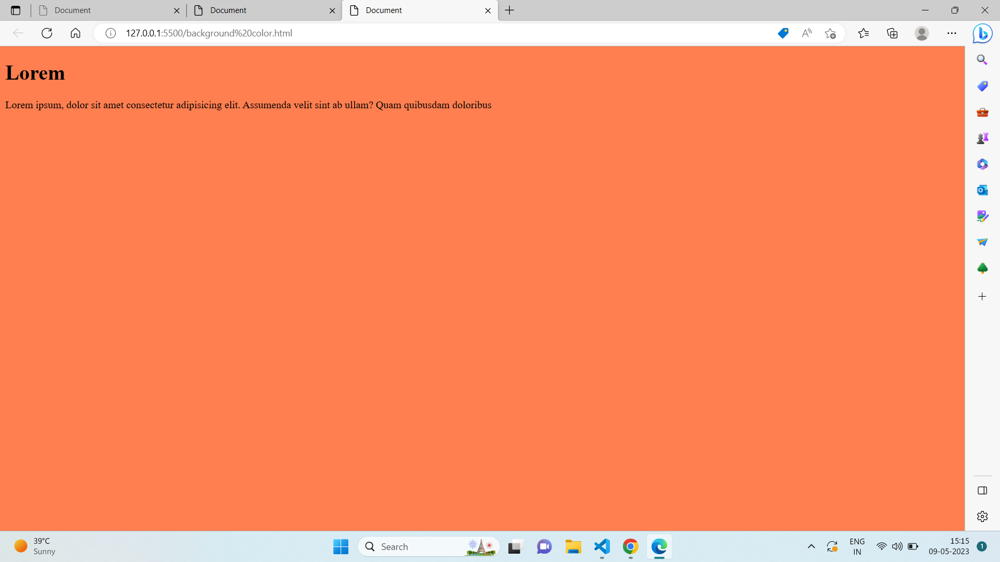 Document
Document
Document
127.0.0.1:5500/background%20color.html
Lorem
Lorem ipsum, dolor sit amet consectetur adipisicing elit. Assumenda velit sint ab ullam? Quam quibusdam doloribus
39°C
Sunny
Search
ENG
IN
15:15
09-05-2023
1